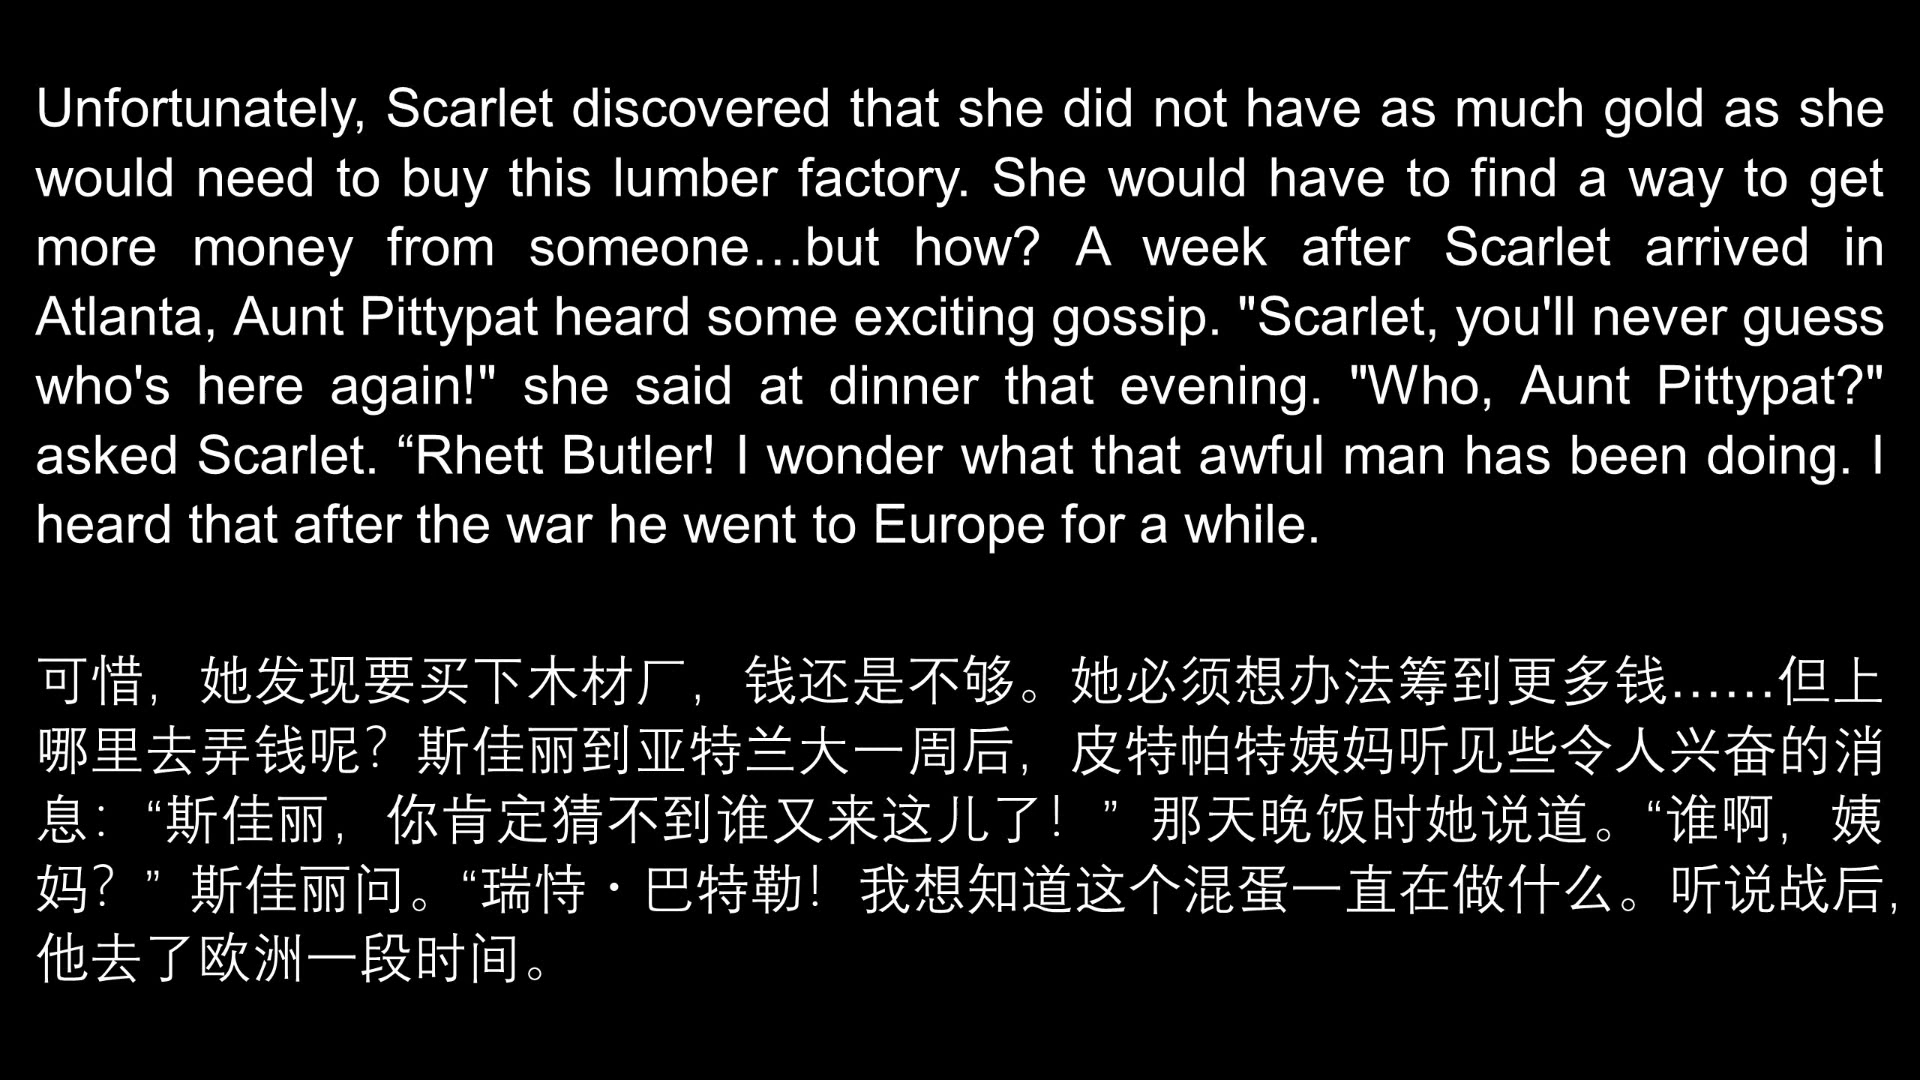 Unfortunately, Scarlet discovered that she did not have as much gold as she
would need to buy this lumber factory. She would have to find a way to get
more money from someone…but how? A week after Scarlet arrived in
Atlanta, Aunt Pittypat heard some exciting gossip. "Scarlet, you'll never guess
who's here again!" she said at dinner that evening. "Who, Aunt Pittypat?"
asked Scarlet. “Rhett Butler! I wonder what that awful man has been doing. I
heard that after the war he went to Europe for a while.
可惜，她发现要买下木材厂，钱还是不够。她必须想办法筹到更多钱……但上
哪里去弄钱呢？斯佳丽到亚特兰大一周后，皮特帕特姨妈听见些令人兴奋的消
息：“斯佳丽，你肯定猜不到谁又来这儿了！” 那天晚饭时她说道。“谁啊，姨
妈？” 斯佳丽问。“瑞恃·巴特勒！我想知道这个混蛋一直在做什么。听说战后，
他去了欧洲一段时间。